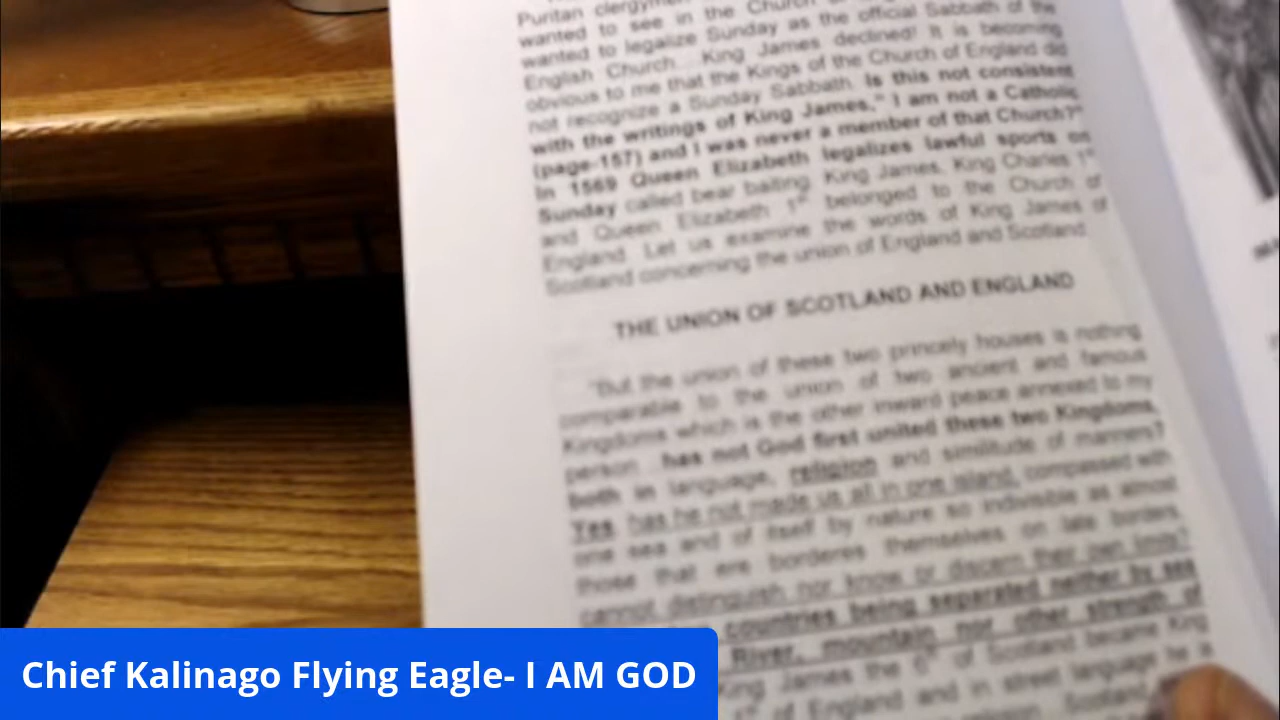 Puritan clergymen
wanted to see in the Church
wanted to legalize Sunday as the official Sabbath of the
English Church... King James declined! It is becoming
obvious to me that the Kings of the Church of England did
not recognize a Sunday Sabbath. Is this not consistent
with the writings of King James," I am not a Catholic
(page-157) and I was never a member of that Church?"
In 1569 Queen Elizabeth legalizes lawful sports on
Sunday called bear baiting. King James, King Charles 1st
and Queen Elizabeth 1st belonged to the Church of
England. Let us examine the words of King James of
Scotland concerning the union of England and Scotland
THE UNION OF SCOTLAND AND ENGLAND
"But the union of these two princely houses is nothing
comparable to the union of two ancient and famous
Kingdoms which is the other inward peace annexed to my
person...has not God first united these two Kingdoms
both in language, religion and similitude of manners?
Yes, has he not made us all in one island, compassed with
one sea and of itself by nature so indivisible as almost
those that are borderes themselves on late borders,
cannot distinguish nor know or discern their own limits?
countries being separated neither by sea
River, mountain nor other strength of
King James the 6th of Scotland became King
1st of England and in street language he is
religion, Scotland,
Chief Kalinago Flying Eagle- I AM GOD